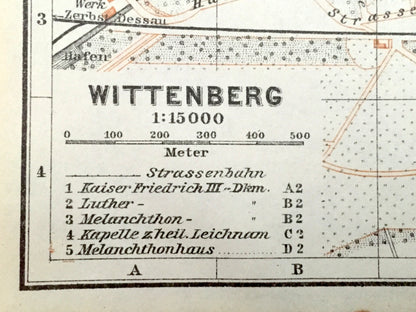 Werk
Zerbst, Dessau
Strasse
3
Hafen
WITTENBERG
1:15000
0 100 200 300 400 500
Meter
4
Strassenbahn
1 Kaiser Friedrich III-Dkm. A2
2 Luther- " B2
3 Melanchthon- " B2
4 Kapelle z.heil.Leichnam C2
5 Melanchthonhaus D2
A B